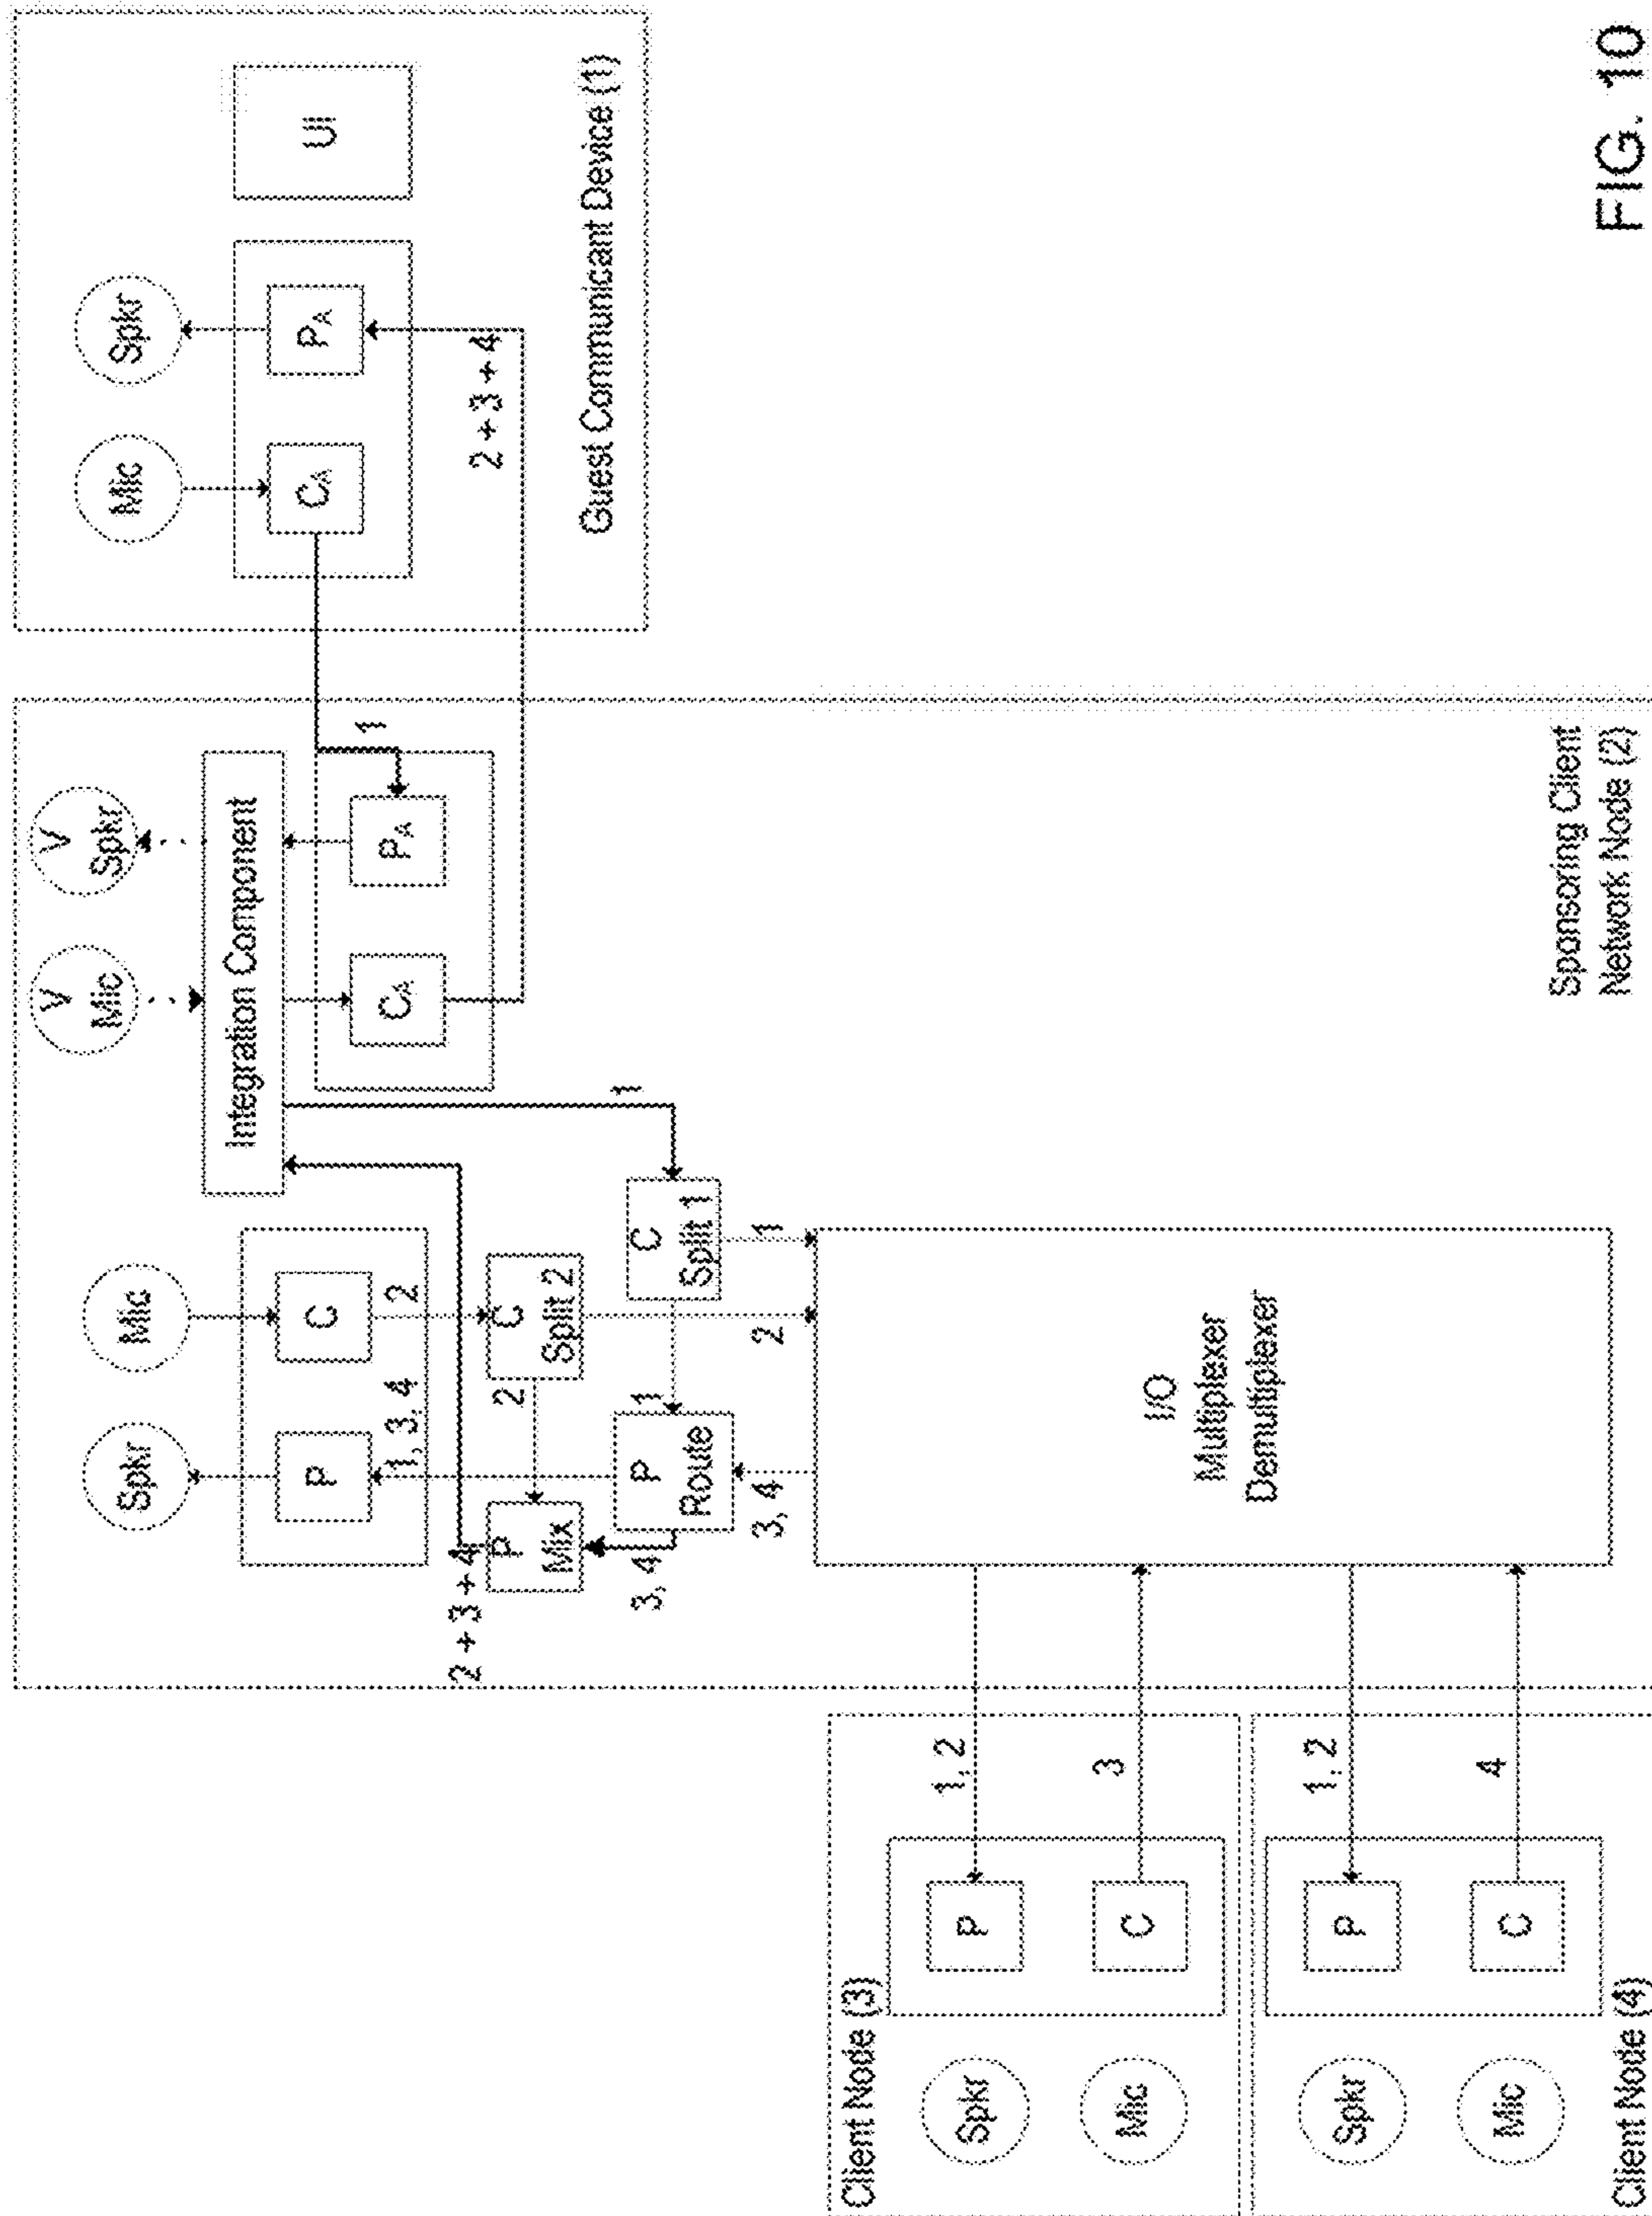 Client Node (3)
Spkr
Mic
P
C
1, 2
3
Client Node (4)
Spkr
Mic
P
C
1, 2
4
Spkr
Mic
P
C
1, 3, 4
2
2 + 3 + 4
P
Mix
2
C
Split 2
3, 4
P
Route
1
C
Split 1
3, 4
2
1
I/O
Multiplexer
Demultiplexer
V
Mic
V
Spkr
Integration Component
CA
PA
1
1
Sponsoring Client
Network Node (2)
Mic
Spkr
CA
PA
UI
2 + 3 + 4
Guest Communicant Device (1)
FIG. 10